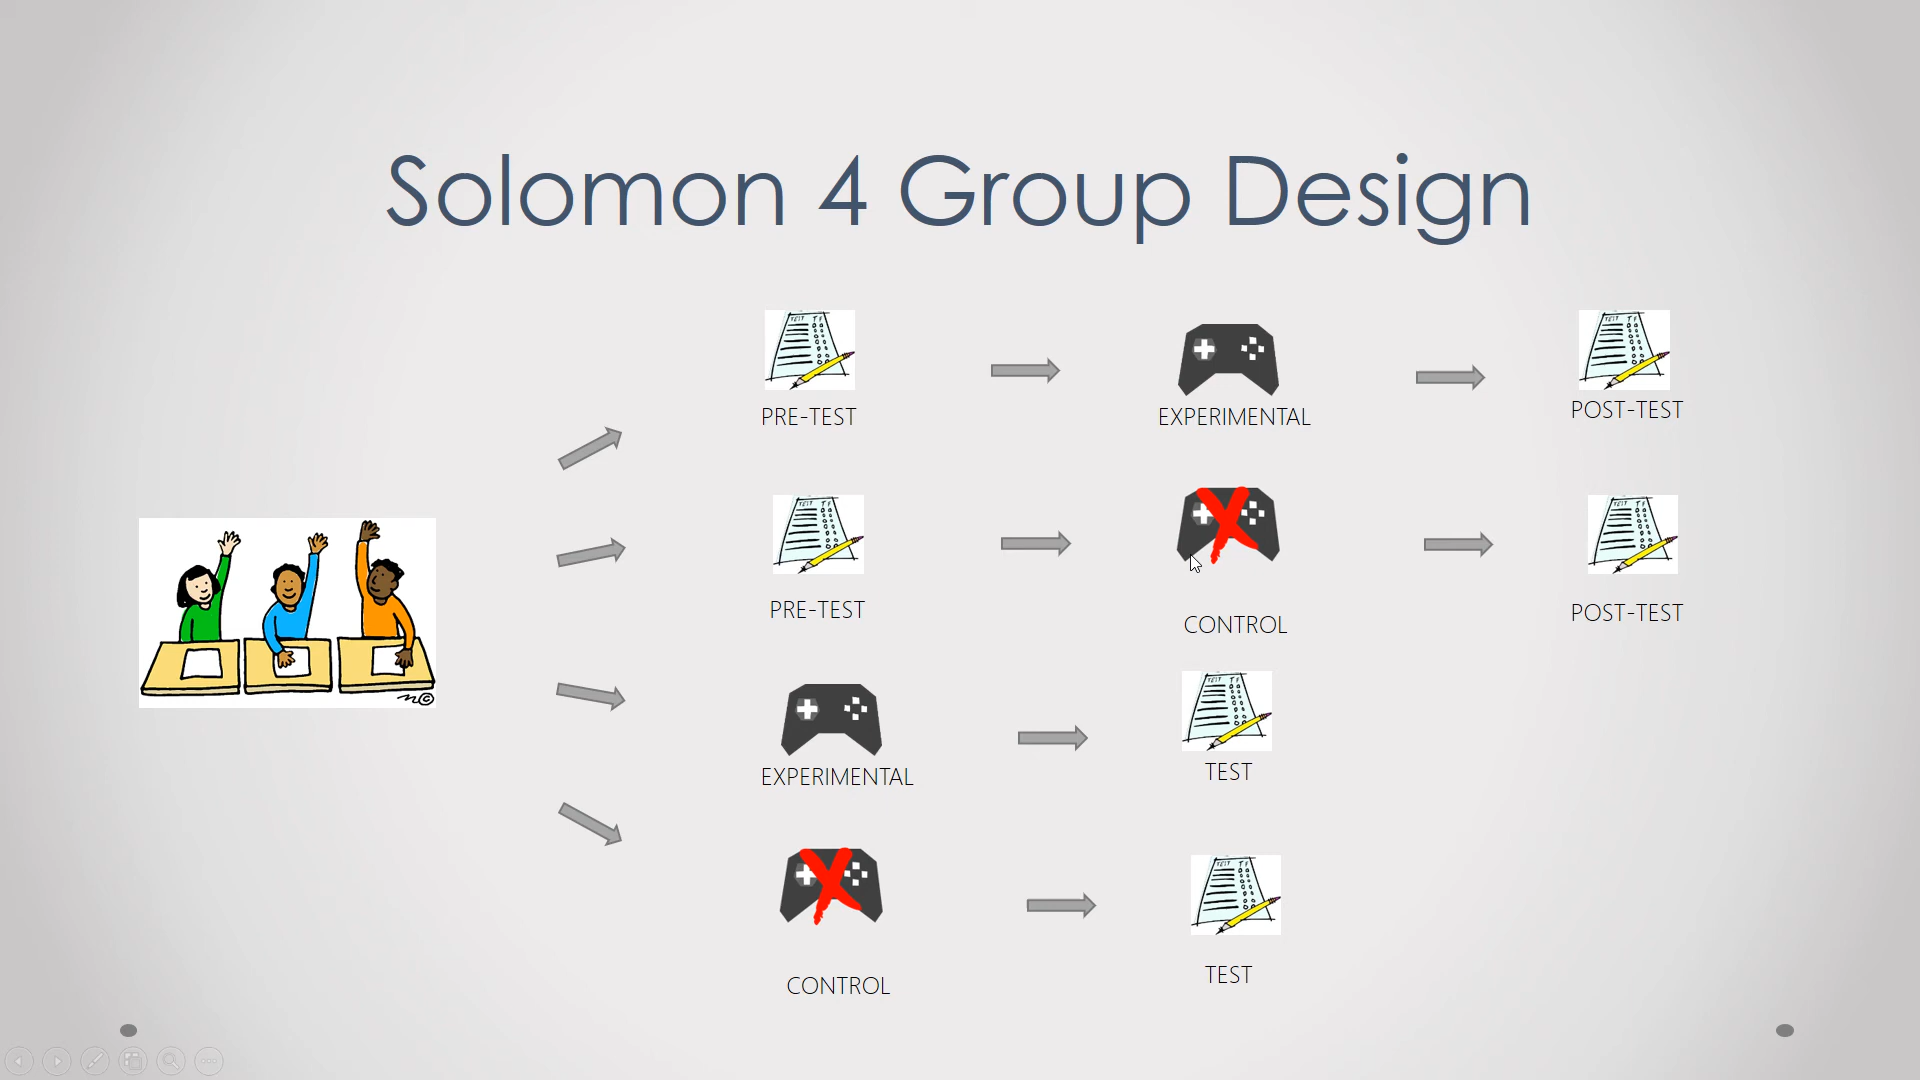 Solomon 4 Group Design
PRE-TEST
EXPERIMENTAL
POST-TEST
PRE-TEST
CONTROL
POST-TEST
EXPERIMENTAL
TEST
CONTROL
TEST